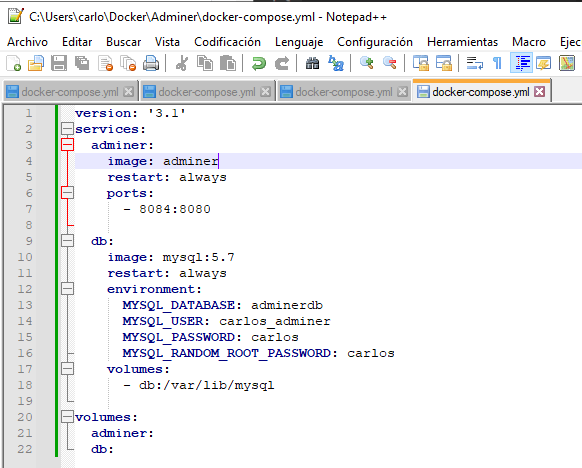 C:\Users\carlo\Docker\Adminer\docker-compose.yml - Notepad++
Archivo Editar Buscar Vista Codificación Lenguaje Configuración Herramientas Macro Ejec
docker-compose.yml docker-compose.yml docker-compose.yml docker-compose.yml
1 version: '3.1'
2 services:
3   adminer:
4     image: adminer
5     restart: always
6     ports:
7       - 8084:8080
8
9   db:
10     image: mysql:5.7
11     restart: always
12     environment:
13       MYSQL_DATABASE: adminerdb
14       MYSQL_USER: carlos_adminer
15       MYSQL_PASSWORD: carlos
16       MYSQL_RANDOM_ROOT_PASSWORD: carlos
17     volumes:
18       - db:/var/lib/mysql
19
20 volumes:
21   adminer:
22   db: